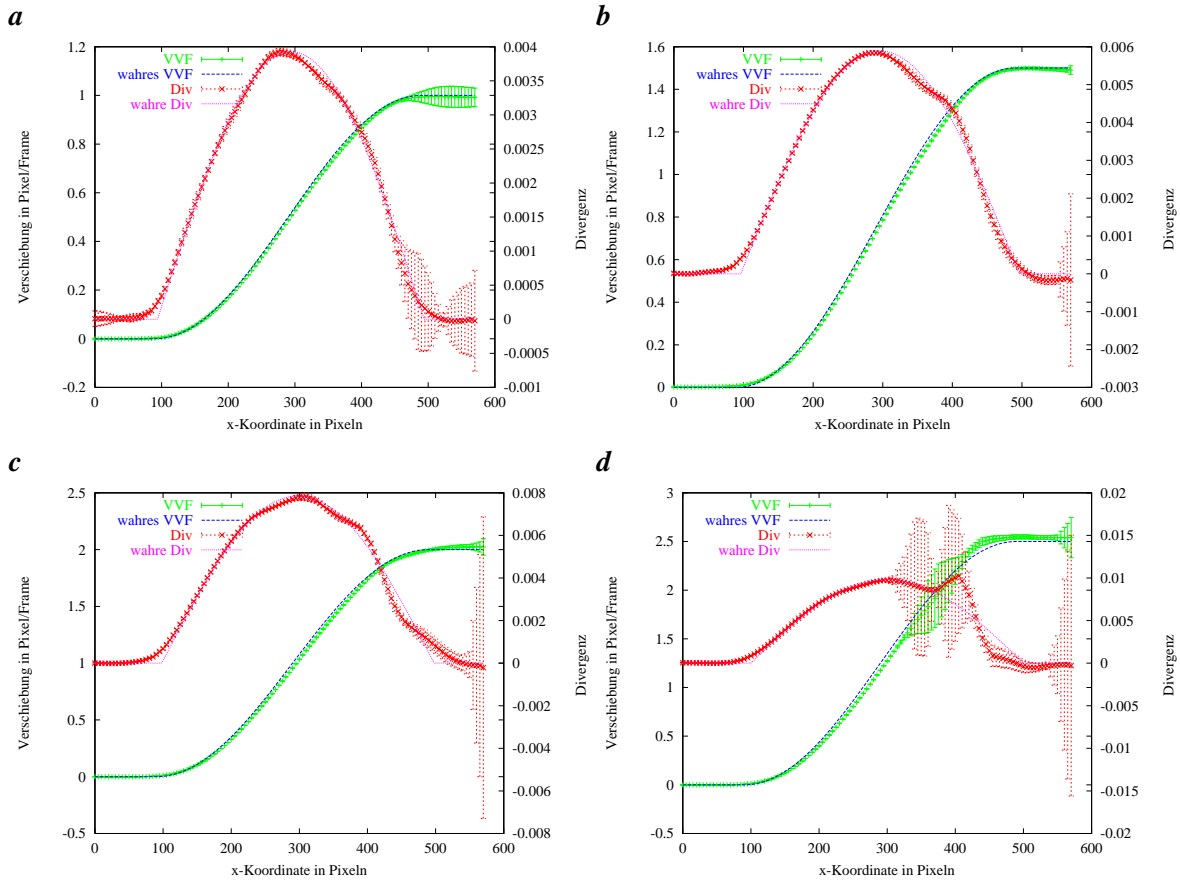 a
VVF
wahres VVF
Div
wahre Div
Verschiebung in Pixel/Frame
1.2
1
0.8
0.6
0.4
0.2
0
-0.2
0.004
0.0035
0.003
0.0025
0.002
0.0015
0.001
0.0005
0
-0.0005
-0.001
Divergenz
0 100 200 300 400 500 600
x-Koordinate in Pixeln
b
VVF
wahres VVF
Div
wahre Div
Verschiebung in Pixel/Frame
1.6
1.4
1.2
1
0.8
0.6
0.4
0.2
0
0.006
0.005
0.004
0.003
0.002
0.001
0
-0.001
-0.002
-0.003
Divergenz
0 100 200 300 400 500 600
x-Koordinate in Pixeln
c
VVF
wahres VVF
Div
wahre Div
Verschiebung in Pixel/Frame
2.5
2
1.5
1
0.5
0
-0.5
0.008
0.006
0.004
0.002
0
-0.002
-0.004
-0.006
-0.008
Divergenz
0 100 200 300 400 500 600
x-Koordinate in Pixeln
d
VVF
wahres VVF
Div
wahre Div
Verschiebung in Pixel/Frame
3
2.5
2
1.5
1
0.5
0
-0.5
0.02
0.015
0.01
0.005
0
-0.005
-0.01
-0.015
-0.02
Divergenz
0 100 200 300 400 500 600
x-Koordinate in Pixeln